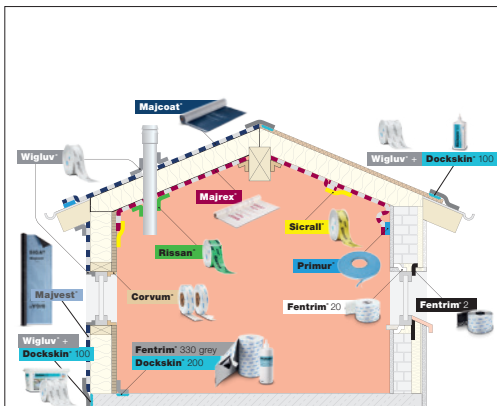 Majcoat°
Wigluv°
Wigluv° + Dockskin° 100
Majrex°
Sicrall°
Rissan°
Primur°
Majvest°
Corvum°
Fentrim° 20
Fentrim° 2
Wigluv° +
Dockskin° 100
Fentrim° 330 grey
Dockskin° 200